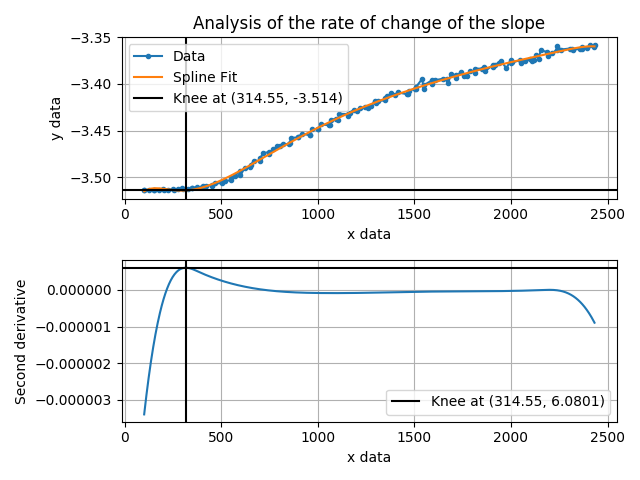 Analysis of the rate of change of the slope
−3.35
−3.40
−3.45
−3.50
y data
Data
Spline Fit
Knee at (314.55, -3.514)
0
500
1000
1500
2000
2500
x data
0.000000
−0.000001
−0.000002
−0.000003
Second derivative
Knee at (314.55, 6.0801)
0
500
1000
1500
2000
2500
x data